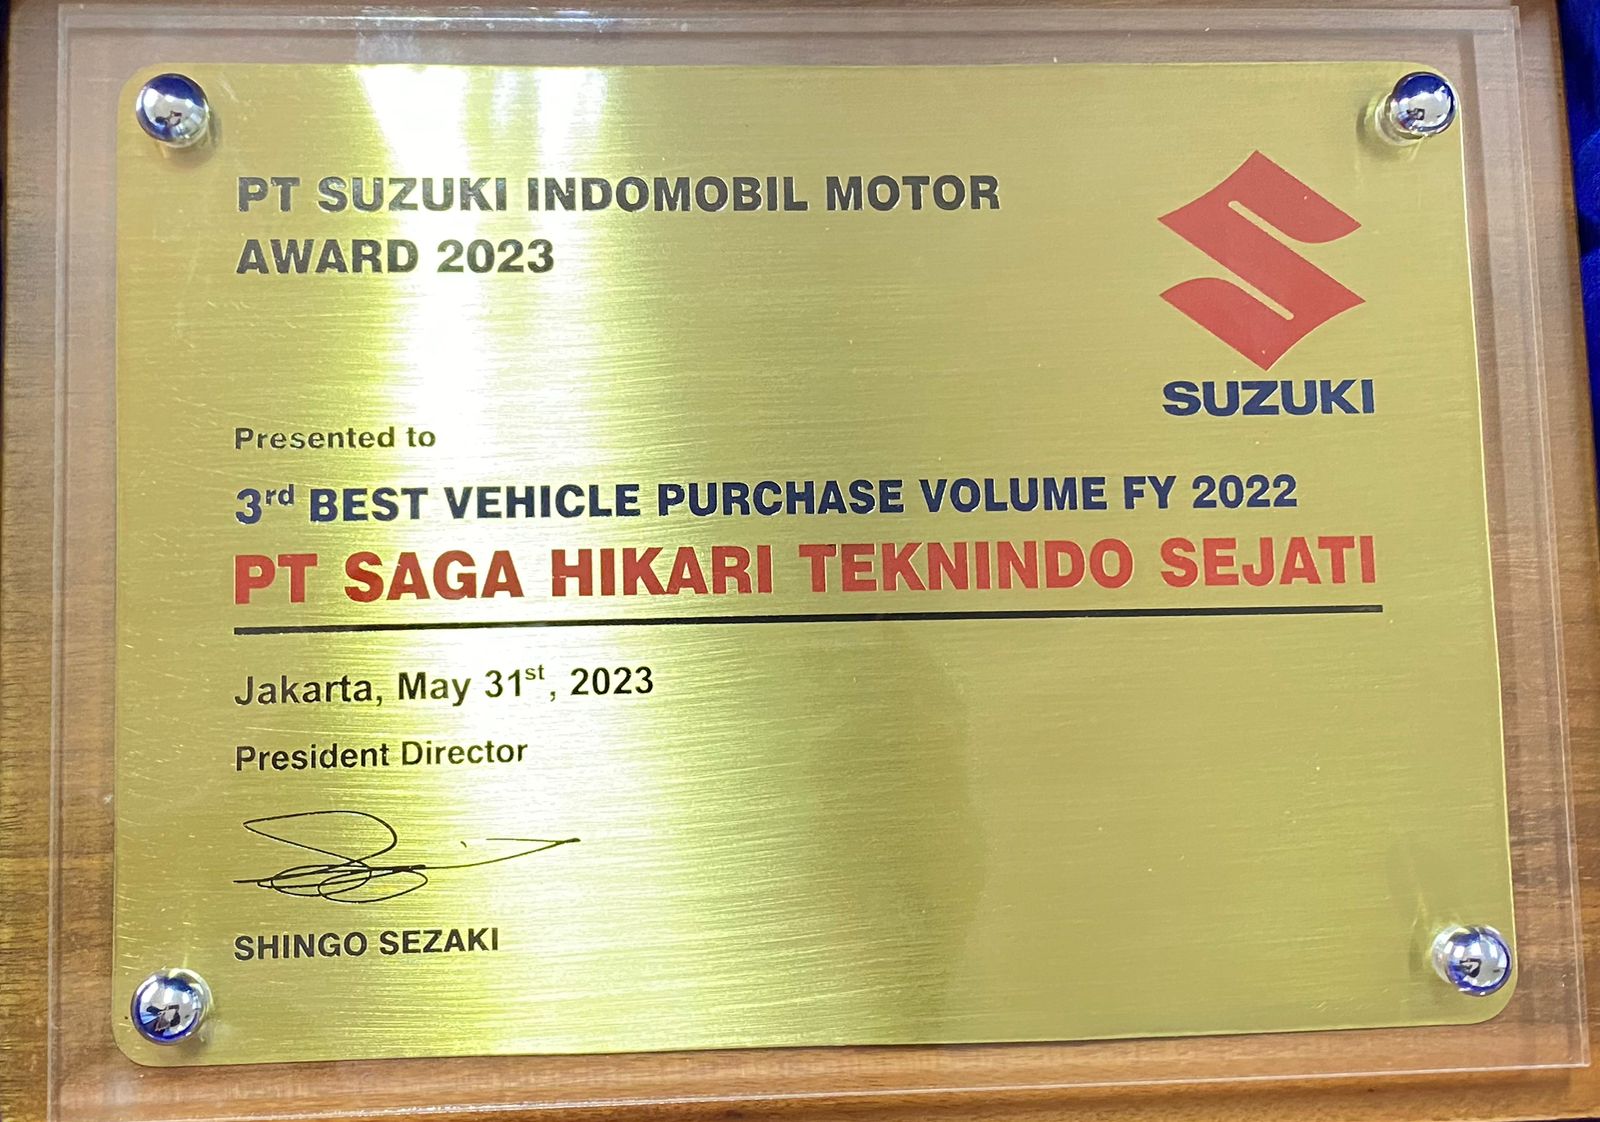 PT SUZUKI INDOMOBIL MOTOR
AWARD 2023
SUZUKI
Presented to
3rd BEST VEHICLE PURCHASE VOLUME FY 2022
PT SAGA HIKARI TEKNINDO SEJATI
Jakarta, May 31st, 2023
President Director
SHINGO SEZAKI